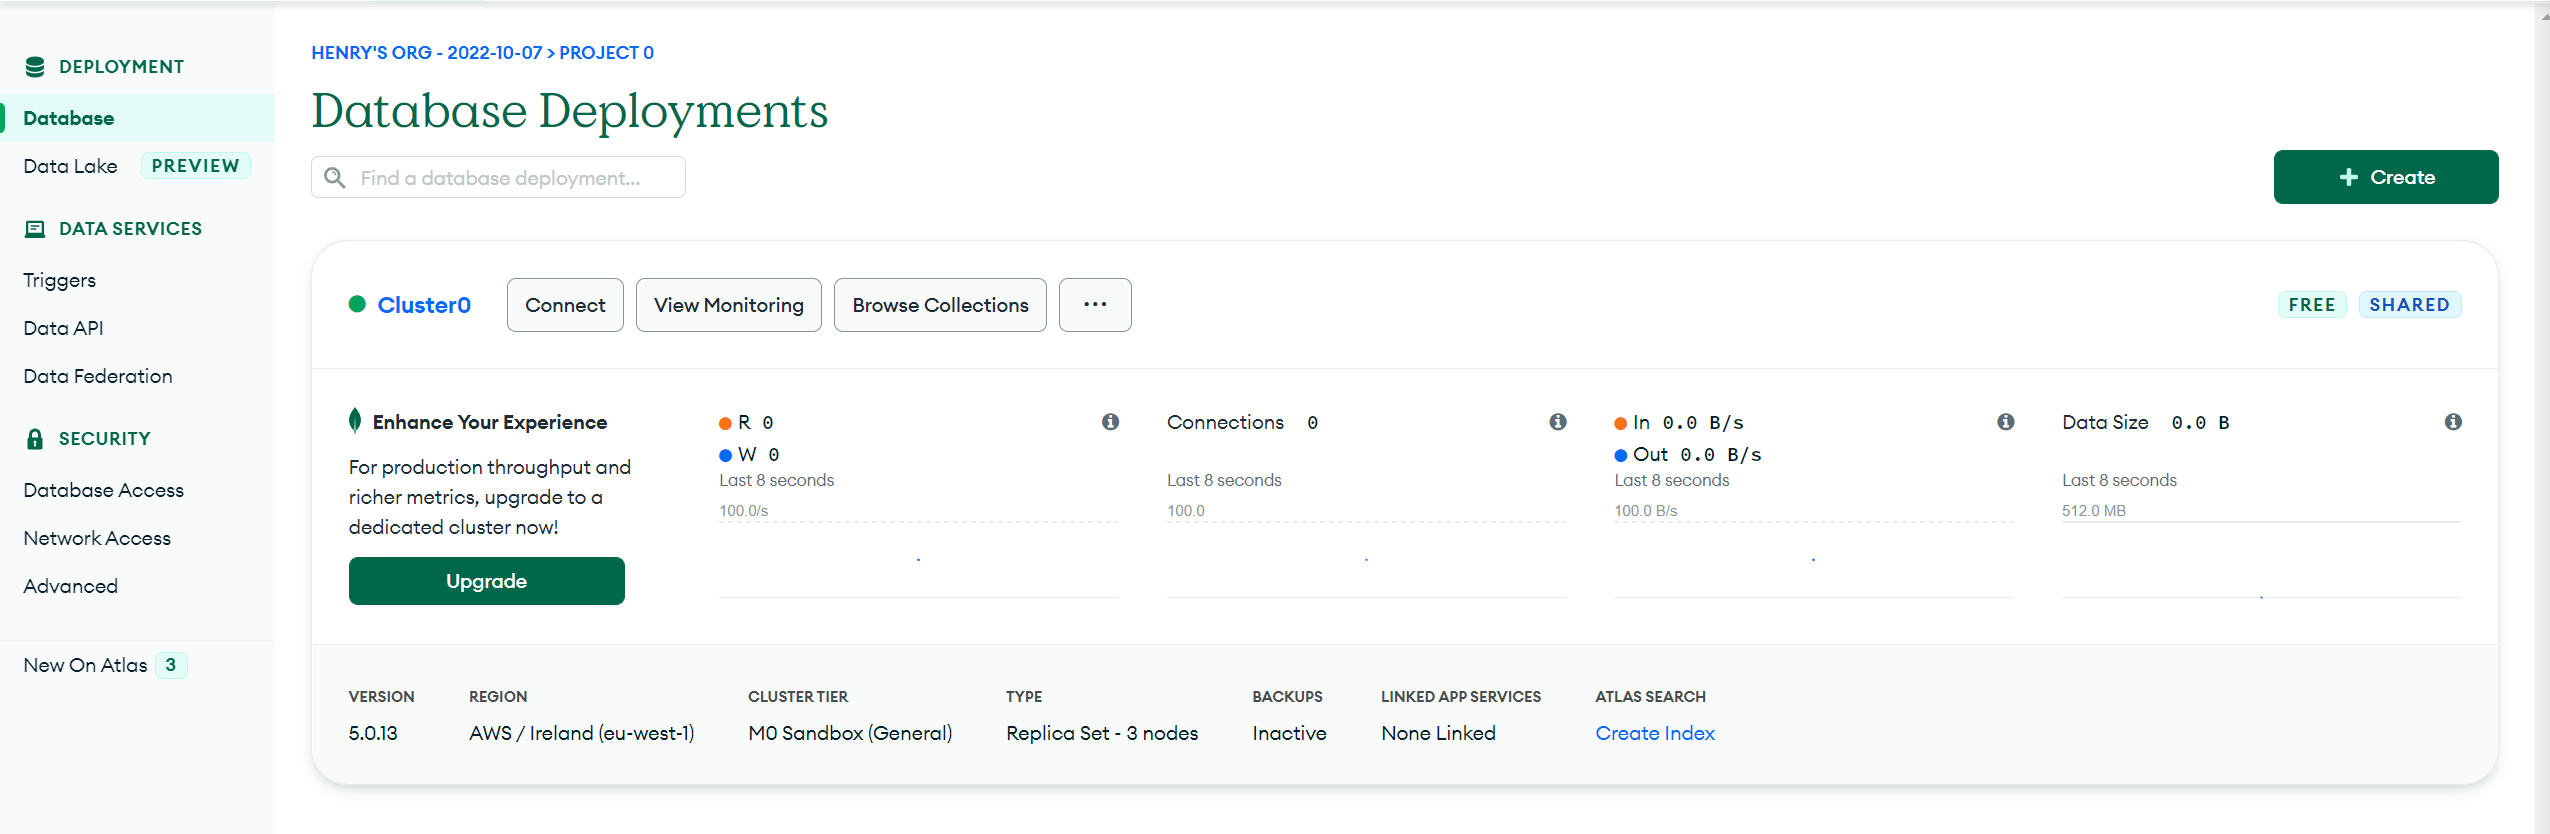 DEPLOYMENT
Database
Data Lake PREVIEW
DATA SERVICES
Triggers
Data API
Data Federation
SECURITY
Database Access
Network Access
Advanced
New On Atlas 3
HENRY'S ORG - 2022-10-07 > PROJECT 0
Database Deployments
Find a database deployment...
+ Create
Cluster0 Connect View Monitoring Browse Collections ... FREE SHARED
Enhance Your Experience
For production throughput and
richer metrics, upgrade to a
dedicated cluster now!
Upgrade
R 0
W 0
Last 8 seconds
100.0/s
Connections 0
Last 8 seconds
100.0
In 0.0 B/s
Out 0.0 B/s
Last 8 seconds
100.0 B/s
Data Size 0.0 B
Last 8 seconds
512.0 MB
VERSION REGION CLUSTER TIER TYPE BACKUPS LINKED APP SERVICES ATLAS SEARCH
5.0.13 AWS / Ireland (eu-west-1) M0 Sandbox (General) Replica Set - 3 nodes Inactive None Linked Create Index